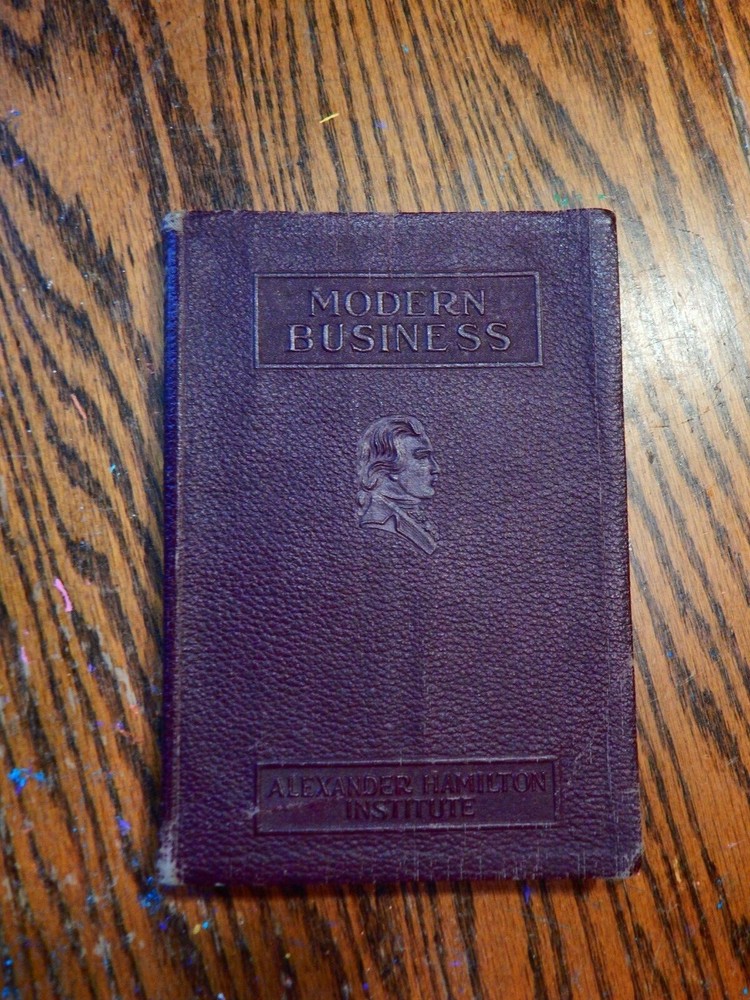 MODERN
BUSINESS
ALEXANDER HAMILTON
INSTITUTE